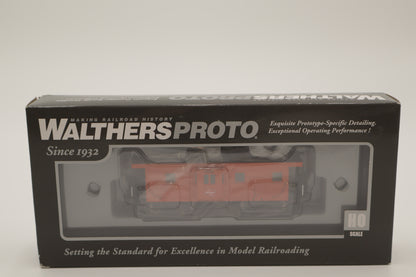 MAKING RAILROAD HISTORY
WALTHERSPROTO
Exquisite Prototype-Specific Detailing.
Exceptional Operating Performance!
Since 1932
HO
SCALE
Setting the Standard for Excellence in Model Railroading